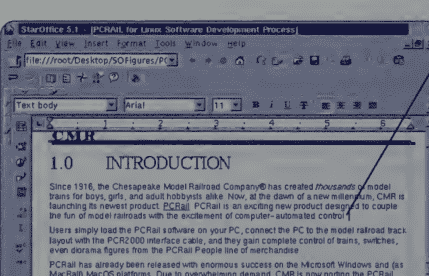 StarOffice 5.1 - [PCRAIL for Linux Software Development Process]
File Edit View Insert Format Tools Window Help
file:///root/Desktop/SOFigures/PC
Text body Arial 11 B i U
1 2 3 4 5 6
CMR
1.0 INTRODUCTION
Since 1916, the Chesapeake Model Railroad Company® has created thousands of model
trains for boys, girls, and adult hobbyists alike. Now, at the dawn of a new millennium, CMR is
launching its newest product, PCRail. PCRail is an exciting new product designed to couple
the fun of model railroads with the excitement of computer-automated control.
Users simply load the PCRail software on your PC, connect the PC to the model railroad track
layout with the PCR2000 interface cable, and they gain complete control of trains, switches,
even diorama figures from the PCRail People line of merchandise.
PCRail has already been released with enormous success on the Microsoft Windows and (as
MacRail) MacOS platforms. Due to overwhelming demand, CMR is now porting the PCRail